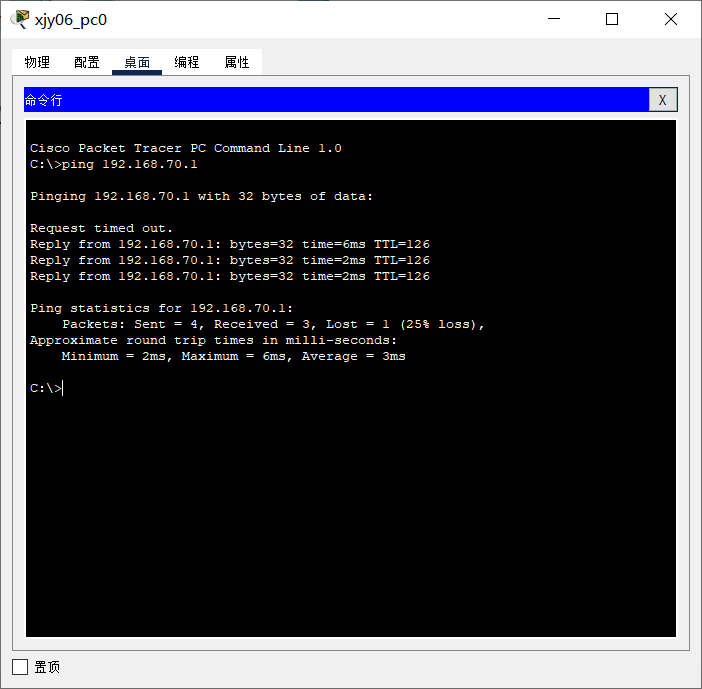 xjy06_pc0
物理 配置 桌面 编程 属性
命令行 X
Cisco Packet Tracer PC Command Line 1.0
C:\>ping 192.168.70.1
Pinging 192.168.70.1 with 32 bytes of data:
Request timed out.
Reply from 192.168.70.1: bytes=32 time=6ms TTL=126
Reply from 192.168.70.1: bytes=32 time=2ms TTL=126
Reply from 192.168.70.1: bytes=32 time=2ms TTL=126
Ping statistics for 192.168.70.1:
Packets: Sent = 4, Received = 3, Lost = 1 (25% loss),
Approximate round trip times in milli-seconds:
Minimum = 2ms, Maximum = 6ms, Average = 3ms
C:\>
置顶